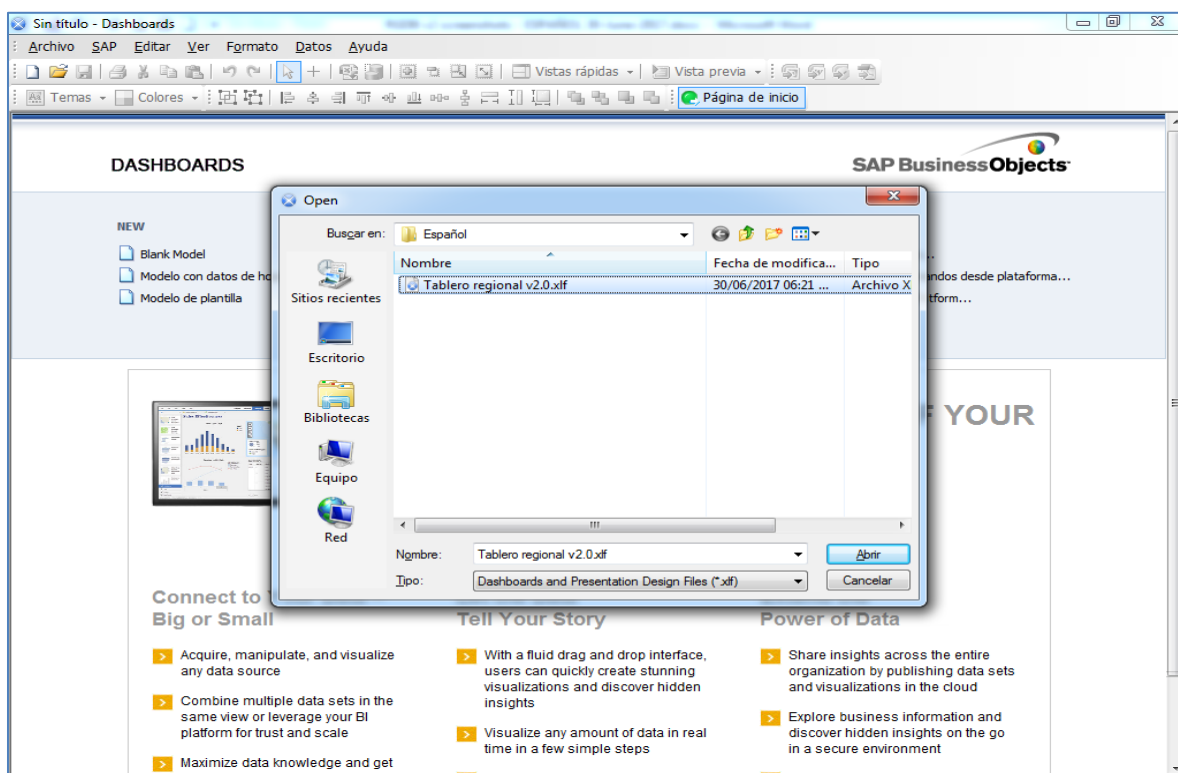 Sin título - Dashboards
Archivo SAP Editar Ver Formato Datos Ayuda
Vistas rápidas Vista previa
Temas Colores Página de inicio
DASHBOARDS
SAP BusinessObjects
NEW
Blank Model
Modelo con datos de ho
Modelo de plantilla
andos desde plataforma...
tform...
Open
Buscar en: Español
Nombre Fecha de modifica... Tipo
Tablero regional v2.0.xlf 30/06/2017 06:21 ... Archivo X
Sitios recientes
Escritorio
Bibliotecas
Equipo
Red
Nombre: Tablero regional v2.0.xlf Abrir
Tipo: Dashboards and Presentation Design Files (*.xlf) Cancelar
YOUR
Connect to
Big or Small
Tell Your Story
Power of Data
Acquire, manipulate, and visualize
any data source
Combine multiple data sets in the
same view or leverage your BI
platform for trust and scale
Maximize data knowledge and get
With a fluid drag and drop interface,
users can quickly create stunning
visualizations and discover hidden
insights
Visualize any amount of data in real
time in a few simple steps
Share insights across the entire
organization by publishing data sets
and visualizations in the cloud
Explore business information and
discover hidden insights on the go
in a secure environment